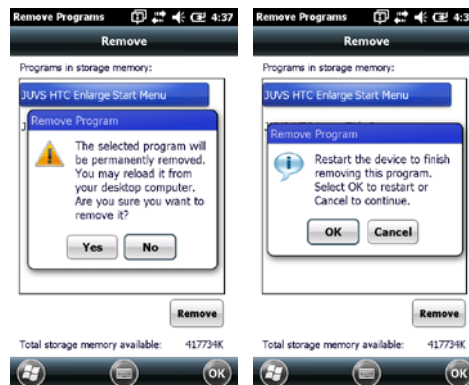 Remove Programs 4:37
Remove
Programs in storage memory:
JUVS HTC Enlarge Start Menu
Remove Program
The selected program will
be permanently removed.
You may reload it from
your desktop computer.
Are you sure you want to
remove it?
Yes No
Remove
Total storage memory available: 417734K
OK
Remove Programs 4:3
Remove
Programs in storage memory:
JUVS HTC Enlarge Start Menu
Remove Program
Restart the device to finish
removing this program.
Select OK to restart or
Cancel to continue.
OK Cancel
Remove
Total storage memory available: 417734K
OK